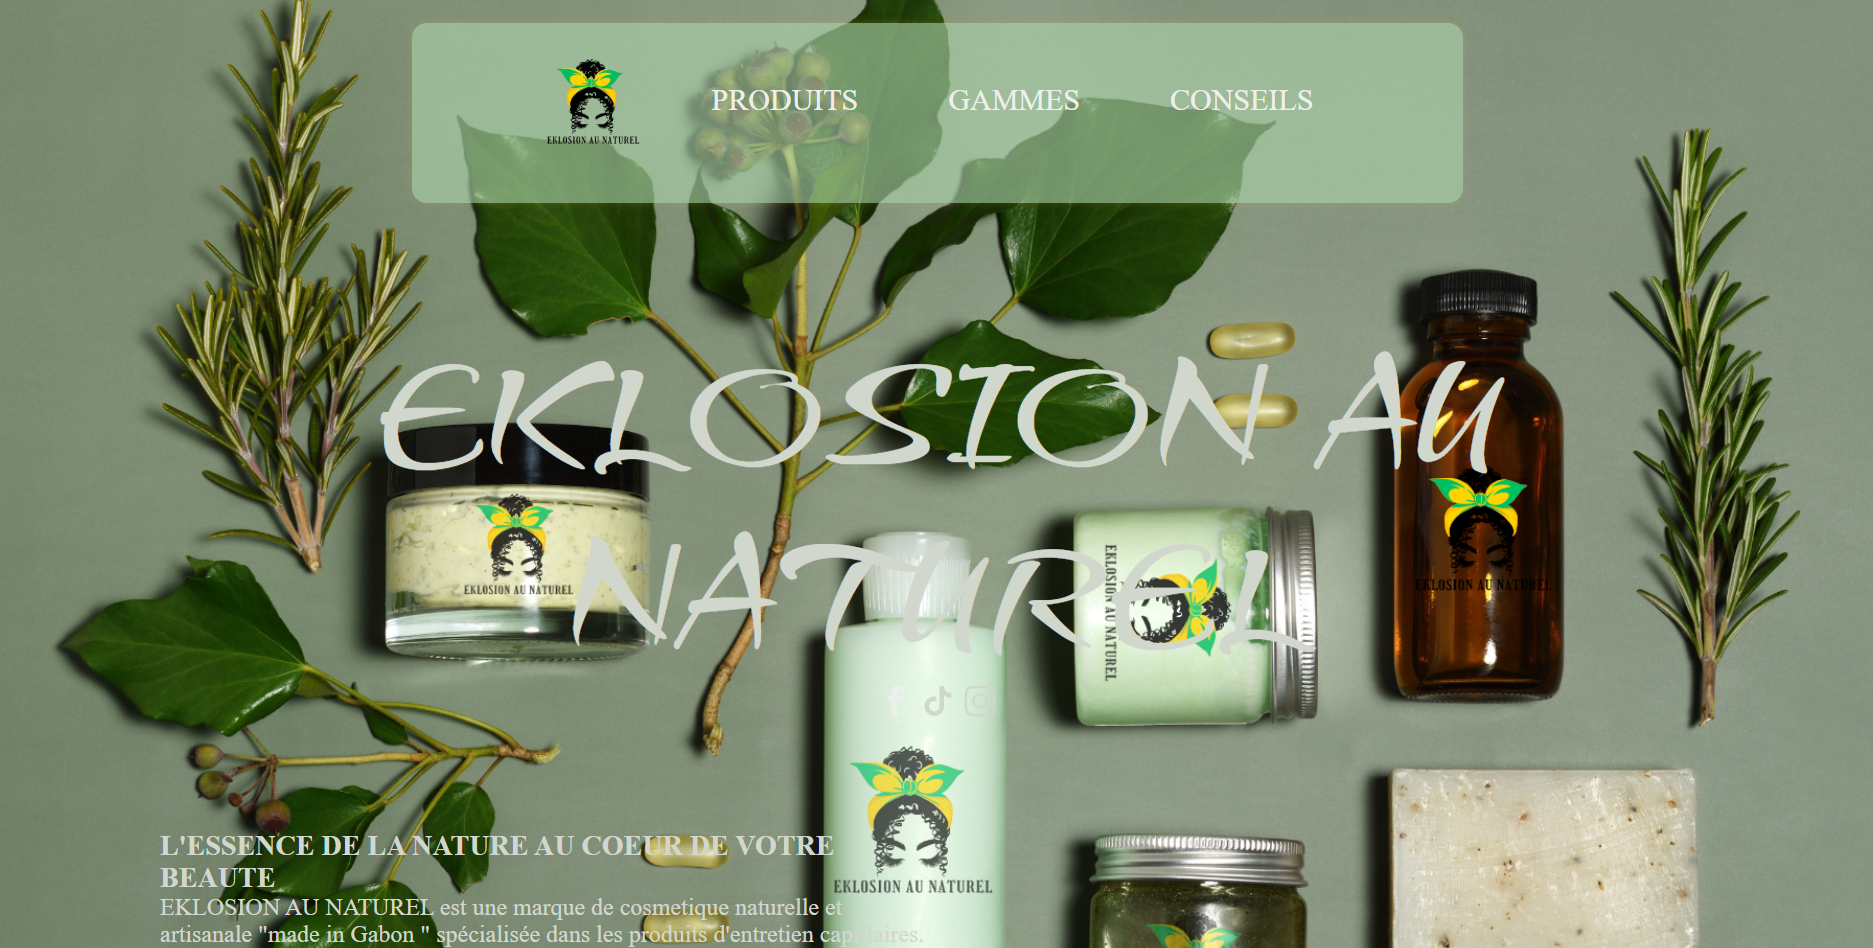 EKLOSION AU NATUREL
PRODUITS
GAMMES
CONSEILS
EKLOSION AU
NATUREL
EKLOSION AU NATUREL
EKLOSION AU NATUREL
EKLOSION AU NATUREL
EKLOSION AU NATUREL
L'ESSENCE DE LA NATURE AU COEUR DE VOTRE
BEAUTE
EKLOSION AU NATUREL est une marque de cosmetique naturelle et
artisanale "made in Gabon " spécialisée dans les produits d'entretien capillaires.